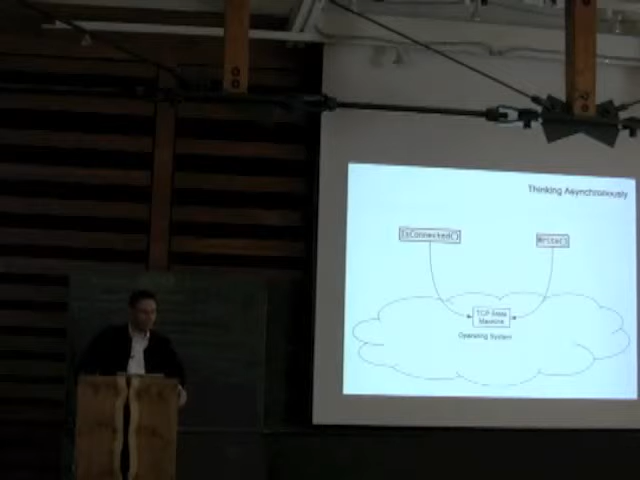 Thinking Asynchronously
IsConnected()
Write()
TCP State
Machine
Operating System